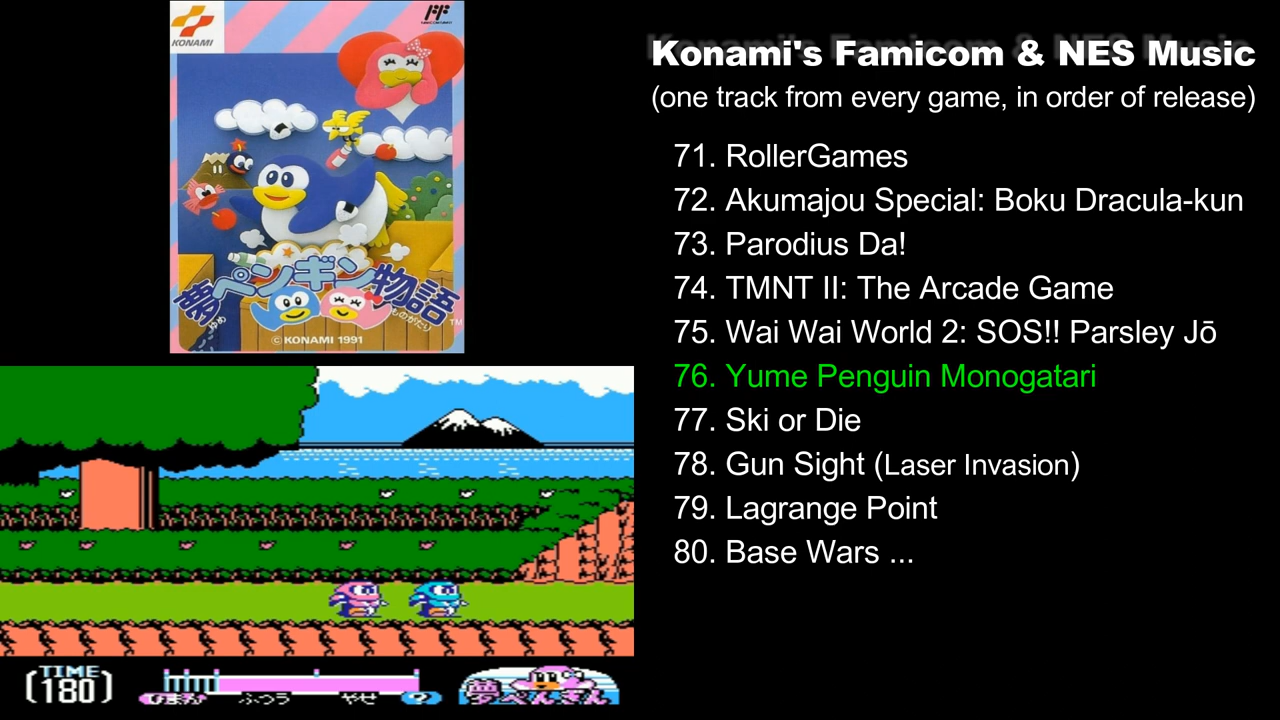 KONAMI
FF
夢ペンギン物語
ゆめ
ものがたり
TM
© KONAMI 1991
Konami's Famicom & NES Music
(one track from every game, in order of release)
71. RollerGames
72. Akumajou Special: Boku Dracula-kun
73. Parodius Da!
74. TMNT II: The Arcade Game
75. Wai Wai World 2: SOS!! Parsley Jō
76. Yume Penguin Monogatari
77. Ski or Die
78. Gun Sight (Laser Invasion)
79. Lagrange Point
80. Base Wars ...
TIME
(180)
ひまん ふつう やせ ?
夢ぺんぎん